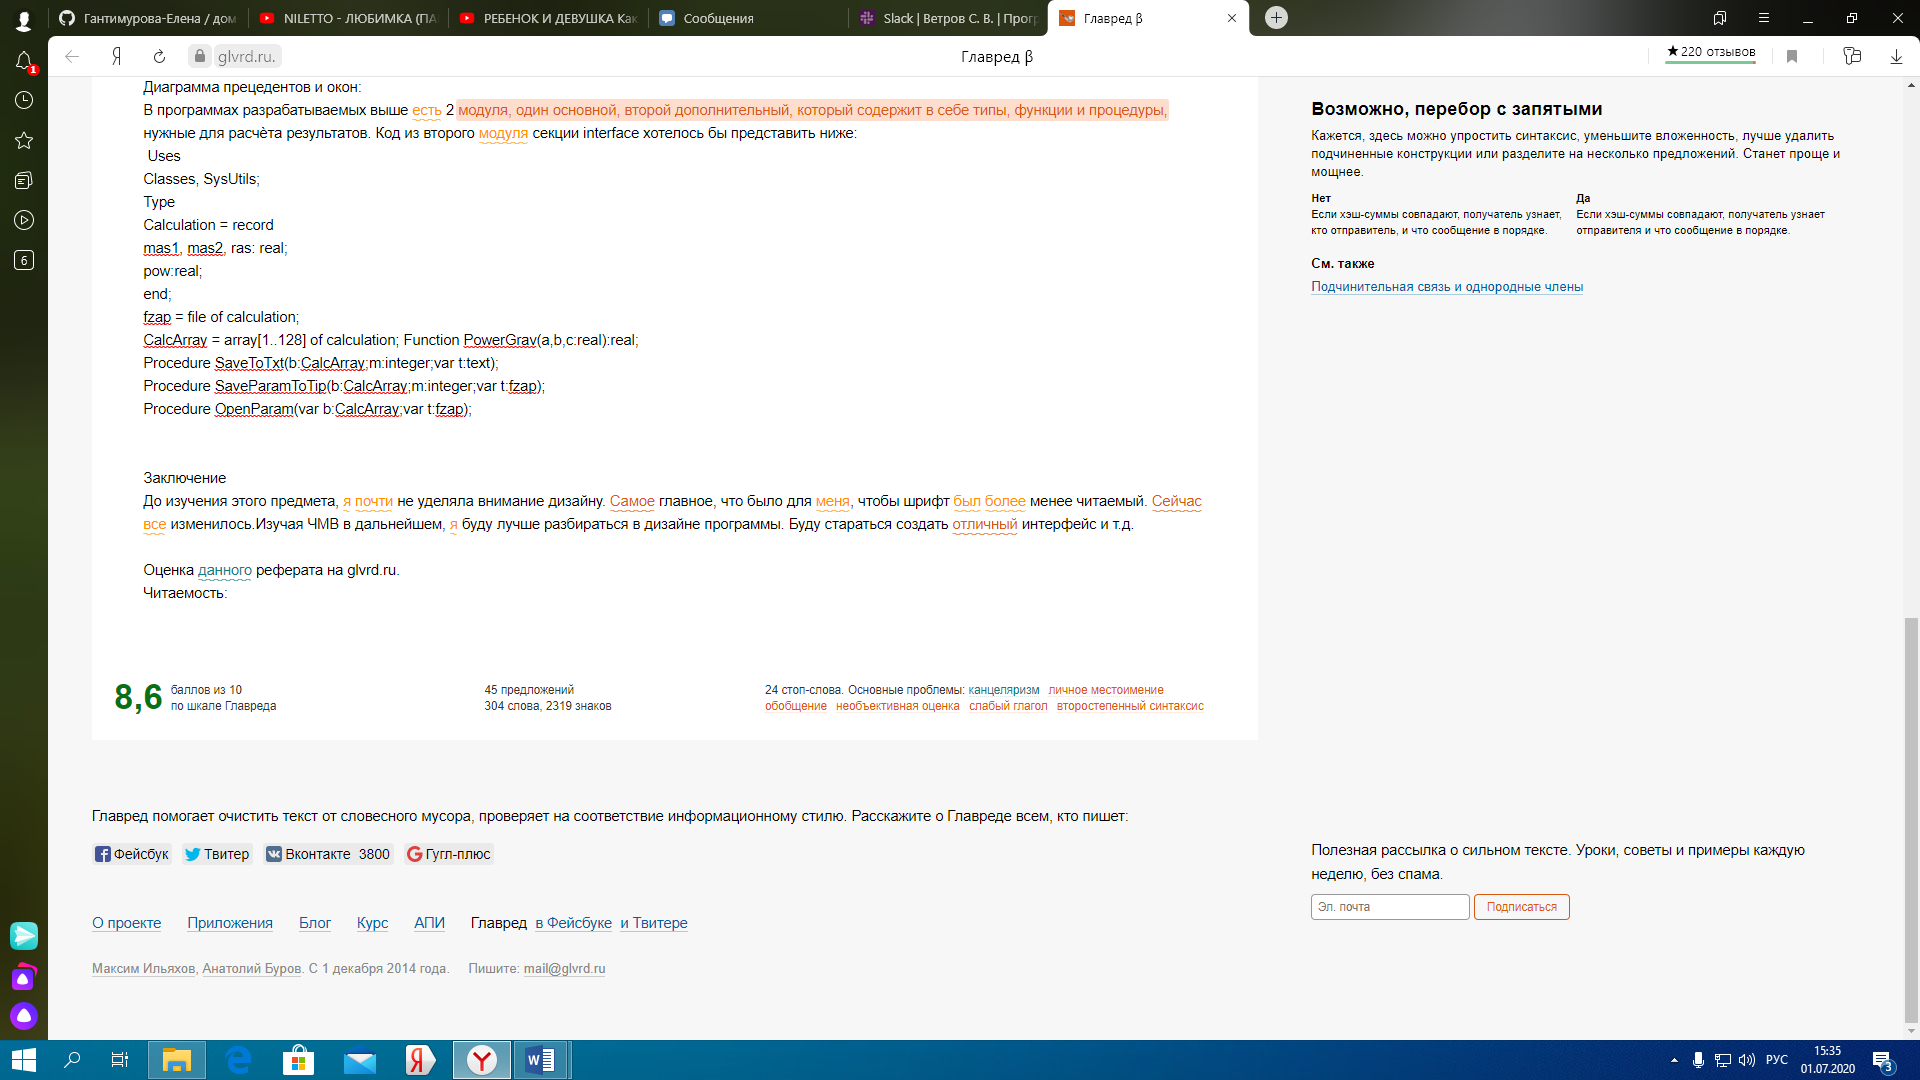 Гантимурова-Елена / дом
NILETTO - ЛЮБИМКА (ПА
РЕБЕНОК И ДЕВУШКА Как
Сообщения
Slack | Ветров С. В. | Прог
Главред β
glvrd.ru.
Главред β
★ 220 отзывов
1
6
Диаграмма прецедентов и окон:
В программах разрабатываемых выше есть 2 модуля, один основной, второй дополнительный, который содержит в себе типы, функции и процедуры,
нужные для расчѐта результатов. Код из второго модуля секции interface хотелось бы представить ниже:
Uses
Classes, SysUtils;
Type
Calculation = record
mas1, mas2, ras: real;
pow:real;
end;
fzap = file of calculation;
CalcArray = array[1..128] of calculation; Function PowerGrav(a,b,c:real):real;
Procedure SaveToTxt(b:CalcArray;m:integer;var t:text);
Procedure SaveParamToTip(b:CalcArray;m:integer;var t:fzap);
Procedure OpenParam(var b:CalcArray;var t:fzap);
Заключение
До изучения этого предмета, я почти не уделяла внимание дизайну. Самое главное, что было для меня, чтобы шрифт был более менее читаемый. Сейчас
все изменилось.Изучая ЧМВ в дальнейшем, я буду лучше разбираться в дизайне программы. Буду стараться создать отличный интерфейс и т.д.
Оценка данного реферата на glvrd.ru.
Читаемость:
8,6 баллов из 10
по шкале Главреда
45 предложений
304 слова, 2319 знаков
24 стоп-слова. Основные проблемы: канцеляризм личное местоимение
обобщение необъективная оценка слабый глагол второстепенный синтаксис
Возможно, перебор с запятыми
Кажется, здесь можно упростить синтаксис, уменьшите вложенность, лучше удалить
подчиненные конструкции или разделите на несколько предложений. Станет проще и
мощнее.
Нет
Если хэш-суммы совпадают, получатель узнает,
кто отправитель, и что сообщение в порядке.
Да
Если хэш-суммы совпадают, получатель узнает
отправителя и что сообщение в порядке.
См. также
Подчинительная связь и однородные члены
Главред помогает очистить текст от словесного мусора, проверяет на соответствие информационному стилю. Расскажите о Главреде всем, кто пишет:
Фейсбук Твитер Вконтакте 3800 Гугл-плюс
Полезная рассылка о сильном тексте. Уроки, советы и примеры каждую
неделю, без спама.
Эл. почта Подписаться
О проекте Приложения Блог Курс АПИ Главред в Фейсбуке и Твитере
Максим Ильяхов, Анатолий Буров. С 1 декабря 2014 года. Пишите: mail@glvrd.ru
РУС
15:35
01.07.2020
3